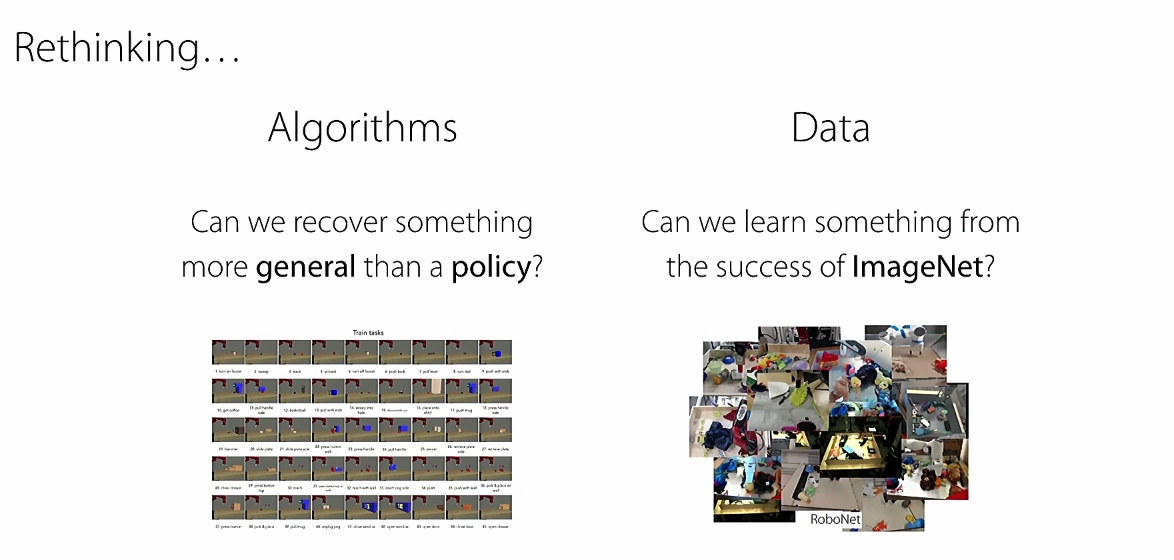 Rethinking…
Algorithms
Data
Can we recover something
more general than a policy?
Can we learn something from
the success of ImageNet?
Train tasks
1. turn on faucet
2. sweep
3. stack
4. unstack
5. turn off faucet
6. push back
7. pull lever
8. turn dial
9. push with stick
10. get coffee
11. pull handle
side
12. basketball
13. pull with stick
14. sweep into
hole
16. place onto
shelf
17. push mug
18. press handle
side
19. hammer
20. slide plate
21. slide plate side
22. press button
wall
23. press handle
24. pull handle
25. soccer
26. retrieve plate
side
27. retrieve plate
28. close drawer
29. press button
top
30. reach
32. reach with wall
33. insert peg side
34. push
35. push with wall
36. pick & place w/
wall
37. press button
38. pick & place
39. pull mug
40. unplug peg
41. close window
42. open window
43. open door
44. close door
45. open drawer
RoboNet